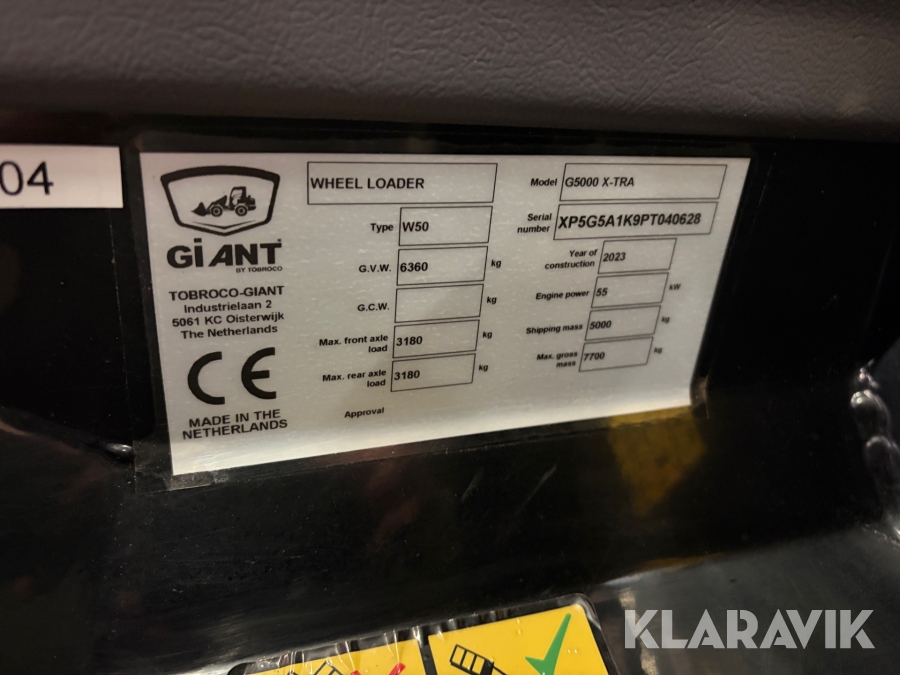 04
GiANT
BY TOBROCO
TOBROCO-GIANT
Industrielaan 2
5061 KC Oisterwijk
The Netherlands
CE
MADE IN THE
NETHERLANDS
WHEEL LOADER
Type W50
G.V.W. 6360 kg
G.C.W. kg
Max. front axle
load 3180 kg
Max. rear axle
load 3180 kg
Approval
Model G5000 X-TRA
Serial
number XP5G5A1K9PT040628
Year of
construction 2023
Engine power 55 kW
Shipping mass 5000 kg
Max. gross
mass 7700 kg
KLARAVIK